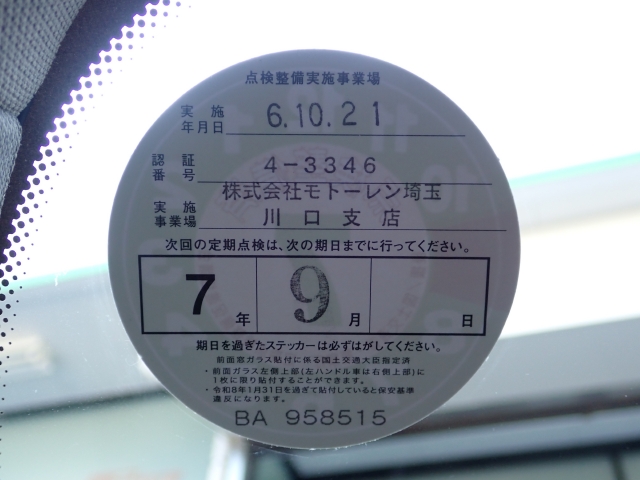 点検整備実施事業場
実施年月日 6.10.21
認証番号 4-3346
株式会社モトーレン埼玉
実施事業場 川口支店
次回の定期点検は、次の期日までに行ってください。
7年 9月 日
期日を過ぎたステッカーは必ずはがしてください。
前面窓ガラス貼付に係る国土交通大臣指定済
・前面ガラス左側上部(左ハンドル車は右側上部)に
1枚に限り貼付することができます。
・令和8年1月31日を過ぎて貼付していると保安基準
違反になります。
BA 958515